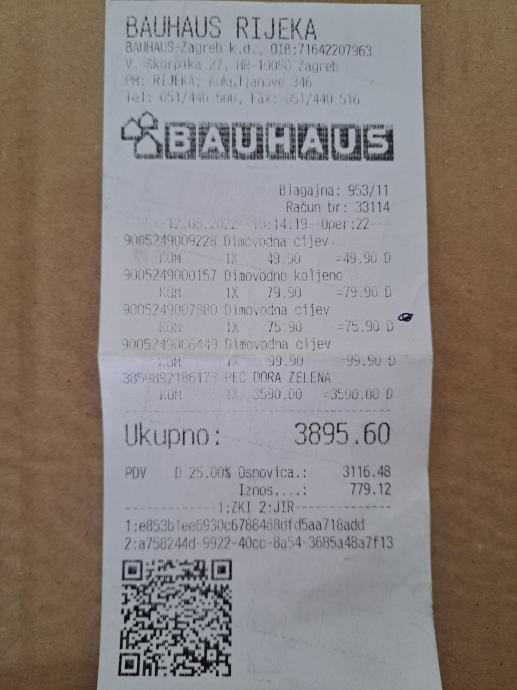 BAUHAUS RIJEKA
BAUHAUS-Zagreb k.d., OIB:71642207963
V. Škorpika 27, HR-10090 Zagreb
PM: RIJEKA, Kukuljanovo 346
Tel: 051/440 500, Fax: 051/440 516
BAUHAUS
Blagajna: 953/11
Račun br: 33114
10:14.19--Oper:22---
9005249009228 Dimovodna cijev
KOM 1X 49.90 =49.90 D
9005249000157 Dimovodno koljeno
KOM 1X 79.90 =79.90 D
9005249007880 Dimovodna cijev
KOM 1X 75.90 =75.90 D
9005249006449 Dimovodna cijev
KOM 1X 99.90 =99.90 D
3859892186173 PEĆ DORA ZELENA
KOM 1X 3590.00 =3590.00 D
Ukupno: 3895.60
PDV D 25.00% Osnovica.: 3116.48
Iznos....: 779.12
1:ZKI 2:JIR
2:a758244d-9922-40cc-8a54-3685a48a7f13